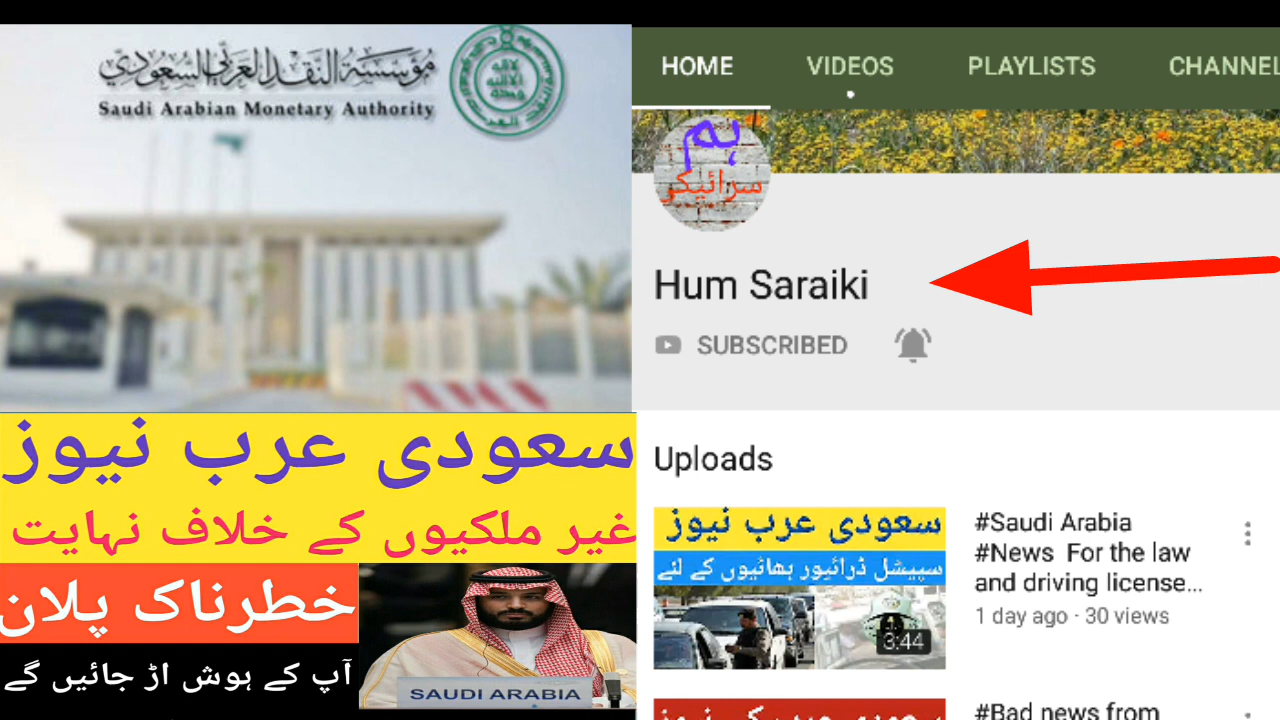 مؤسسة النقد العربي السعودي
Saudi Arabian Monetary Authority
سعودی عرب نیوز
غیر ملکیوں کے خلاف نہایت
خطرناک پلان
آپ کے ہوش اڑ جائیں گے
SAUDI ARABIA
HOME VIDEOS PLAYLISTS CHANNEL
ہم
سرائیکی
Hum Saraiki
SUBSCRIBED
Uploads
سعودی عرب نیوز
سپیشل ڈرائیور بھائیوں کے لئے
3:44
#Saudi Arabia
#News For the law
and driving license...
1 day ago · 30 views
#Bad news from